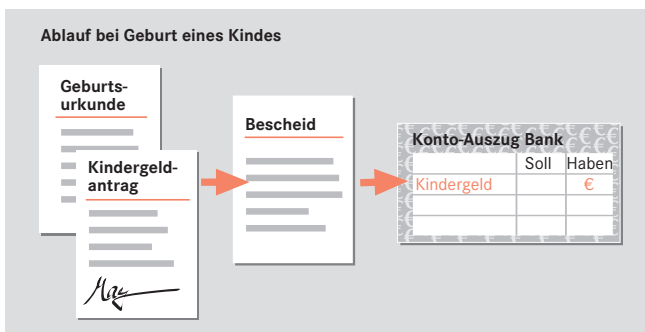 Ablauf bei Geburt eines Kindes
Geburts-
urkunde
Kindergeld-
antrag
Bescheid
Konto-Auszug Bank
Soll Haben
Kindergeld €